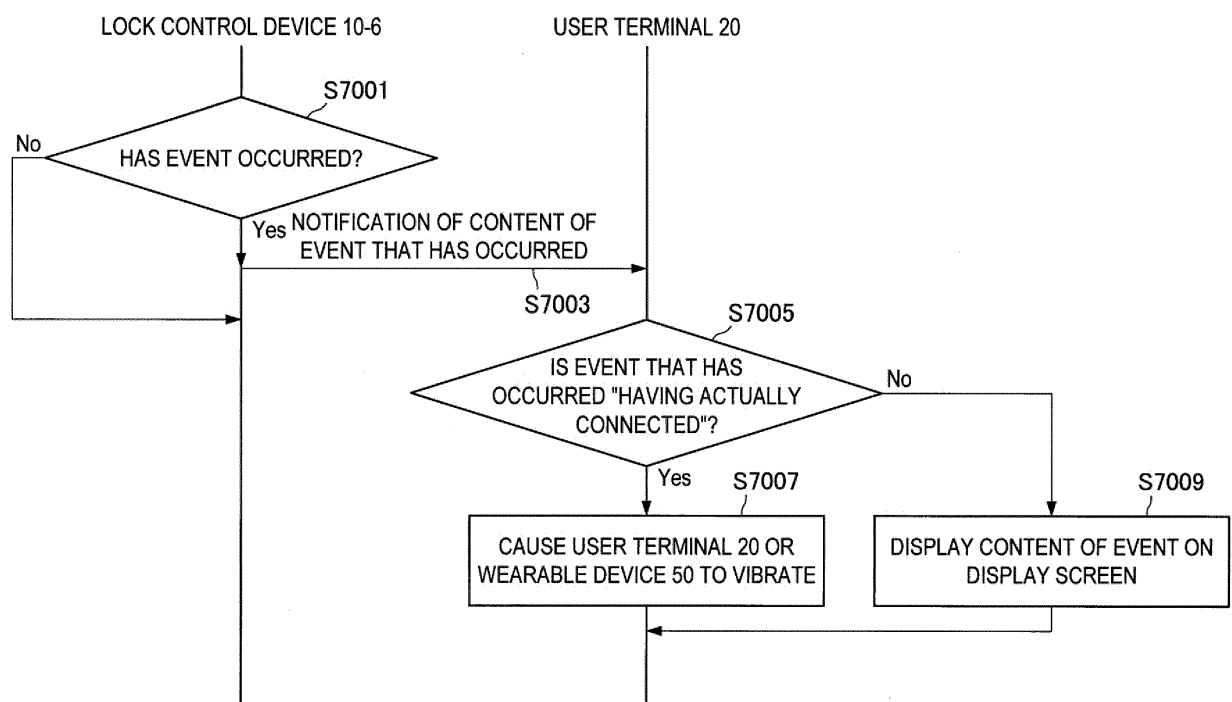 LOCK CONTROL DEVICE 10-6
USER TERMINAL 20
S7001
No
HAS EVENT OCCURRED?
Yes
NOTIFICATION OF CONTENT OF
EVENT THAT HAS OCCURRED
S7003
S7005
IS EVENT THAT HAS
OCCURRED "HAVING ACTUALLY
CONNECTED"?
No
Yes
S7007
CAUSE USER TERMINAL 20 OR
WEARABLE DEVICE 50 TO VIBRATE
S7009
DISPLAY CONTENT OF EVENT ON
DISPLAY SCREEN